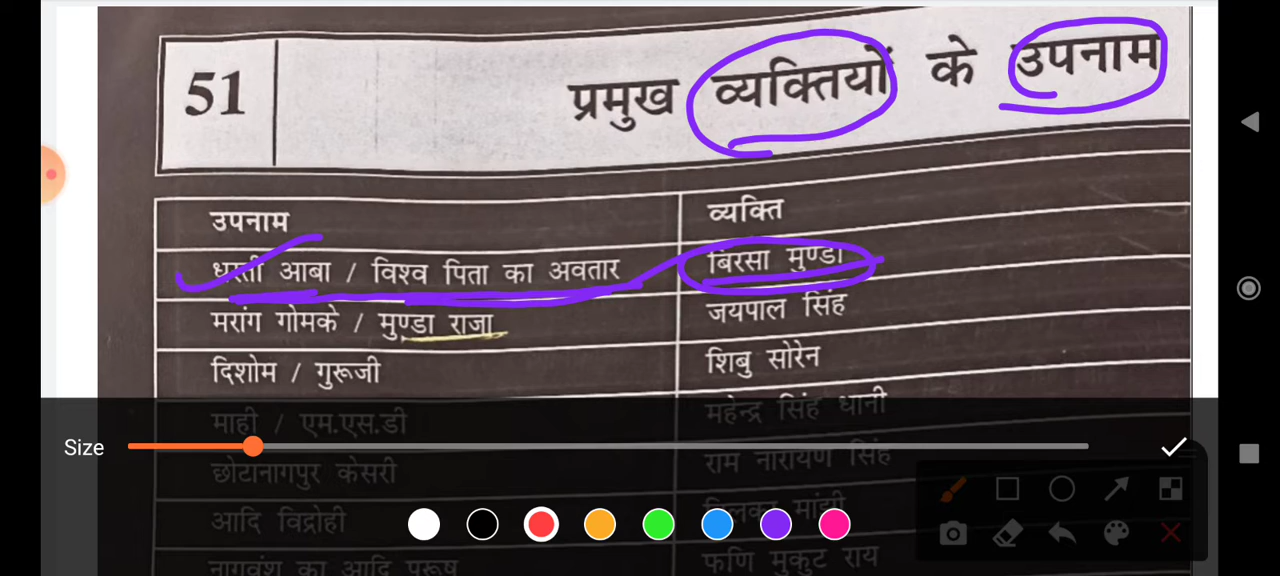 51 प्रमुख व्यक्तियों के उपनाम
उपनाम व्यक्ति
धरती आबा / विश्व पिता का अवतार बिरसा मुण्डा
मरांग गोमके / मुण्डा राजा जयपाल सिंह
दिशोम / गुरूजी शिबु सोरेन
माही / एम.एस.डी महेन्द्र सिंह धानी
Size
छोटानागपुर केसरी राम नारायण सिंह
आदि विद्रोही तिलका मांझी
नागवंश का आदि पुरूष फणि मुकुट राय